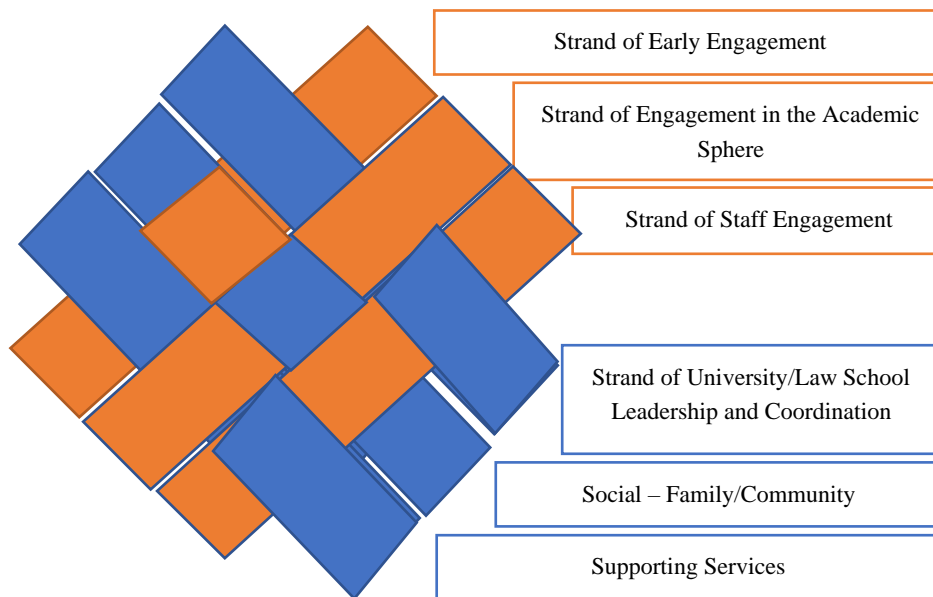 Strand of Early Engagement
Strand of Engagement in the Academic
Sphere
Strand of Staff Engagement
Strand of University/Law School
Leadership and Coordination
Social – Family/Community
Supporting Services